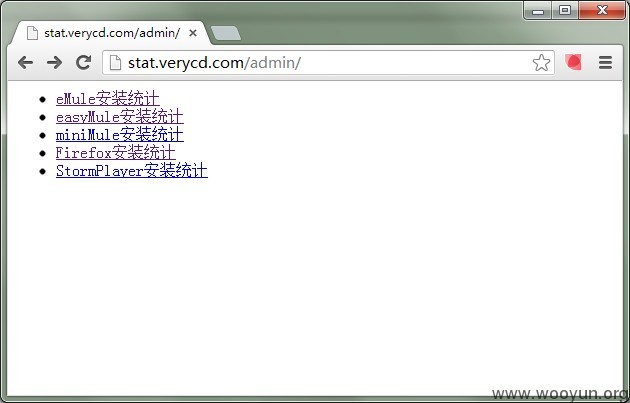 stat.verycd.com/admin/
stat.verycd.com/admin/
eMule安装统计
easyMule安装统计
miniMule安装统计
Firefox安装统计
StormPlayer安装统计
www.wooyun.org